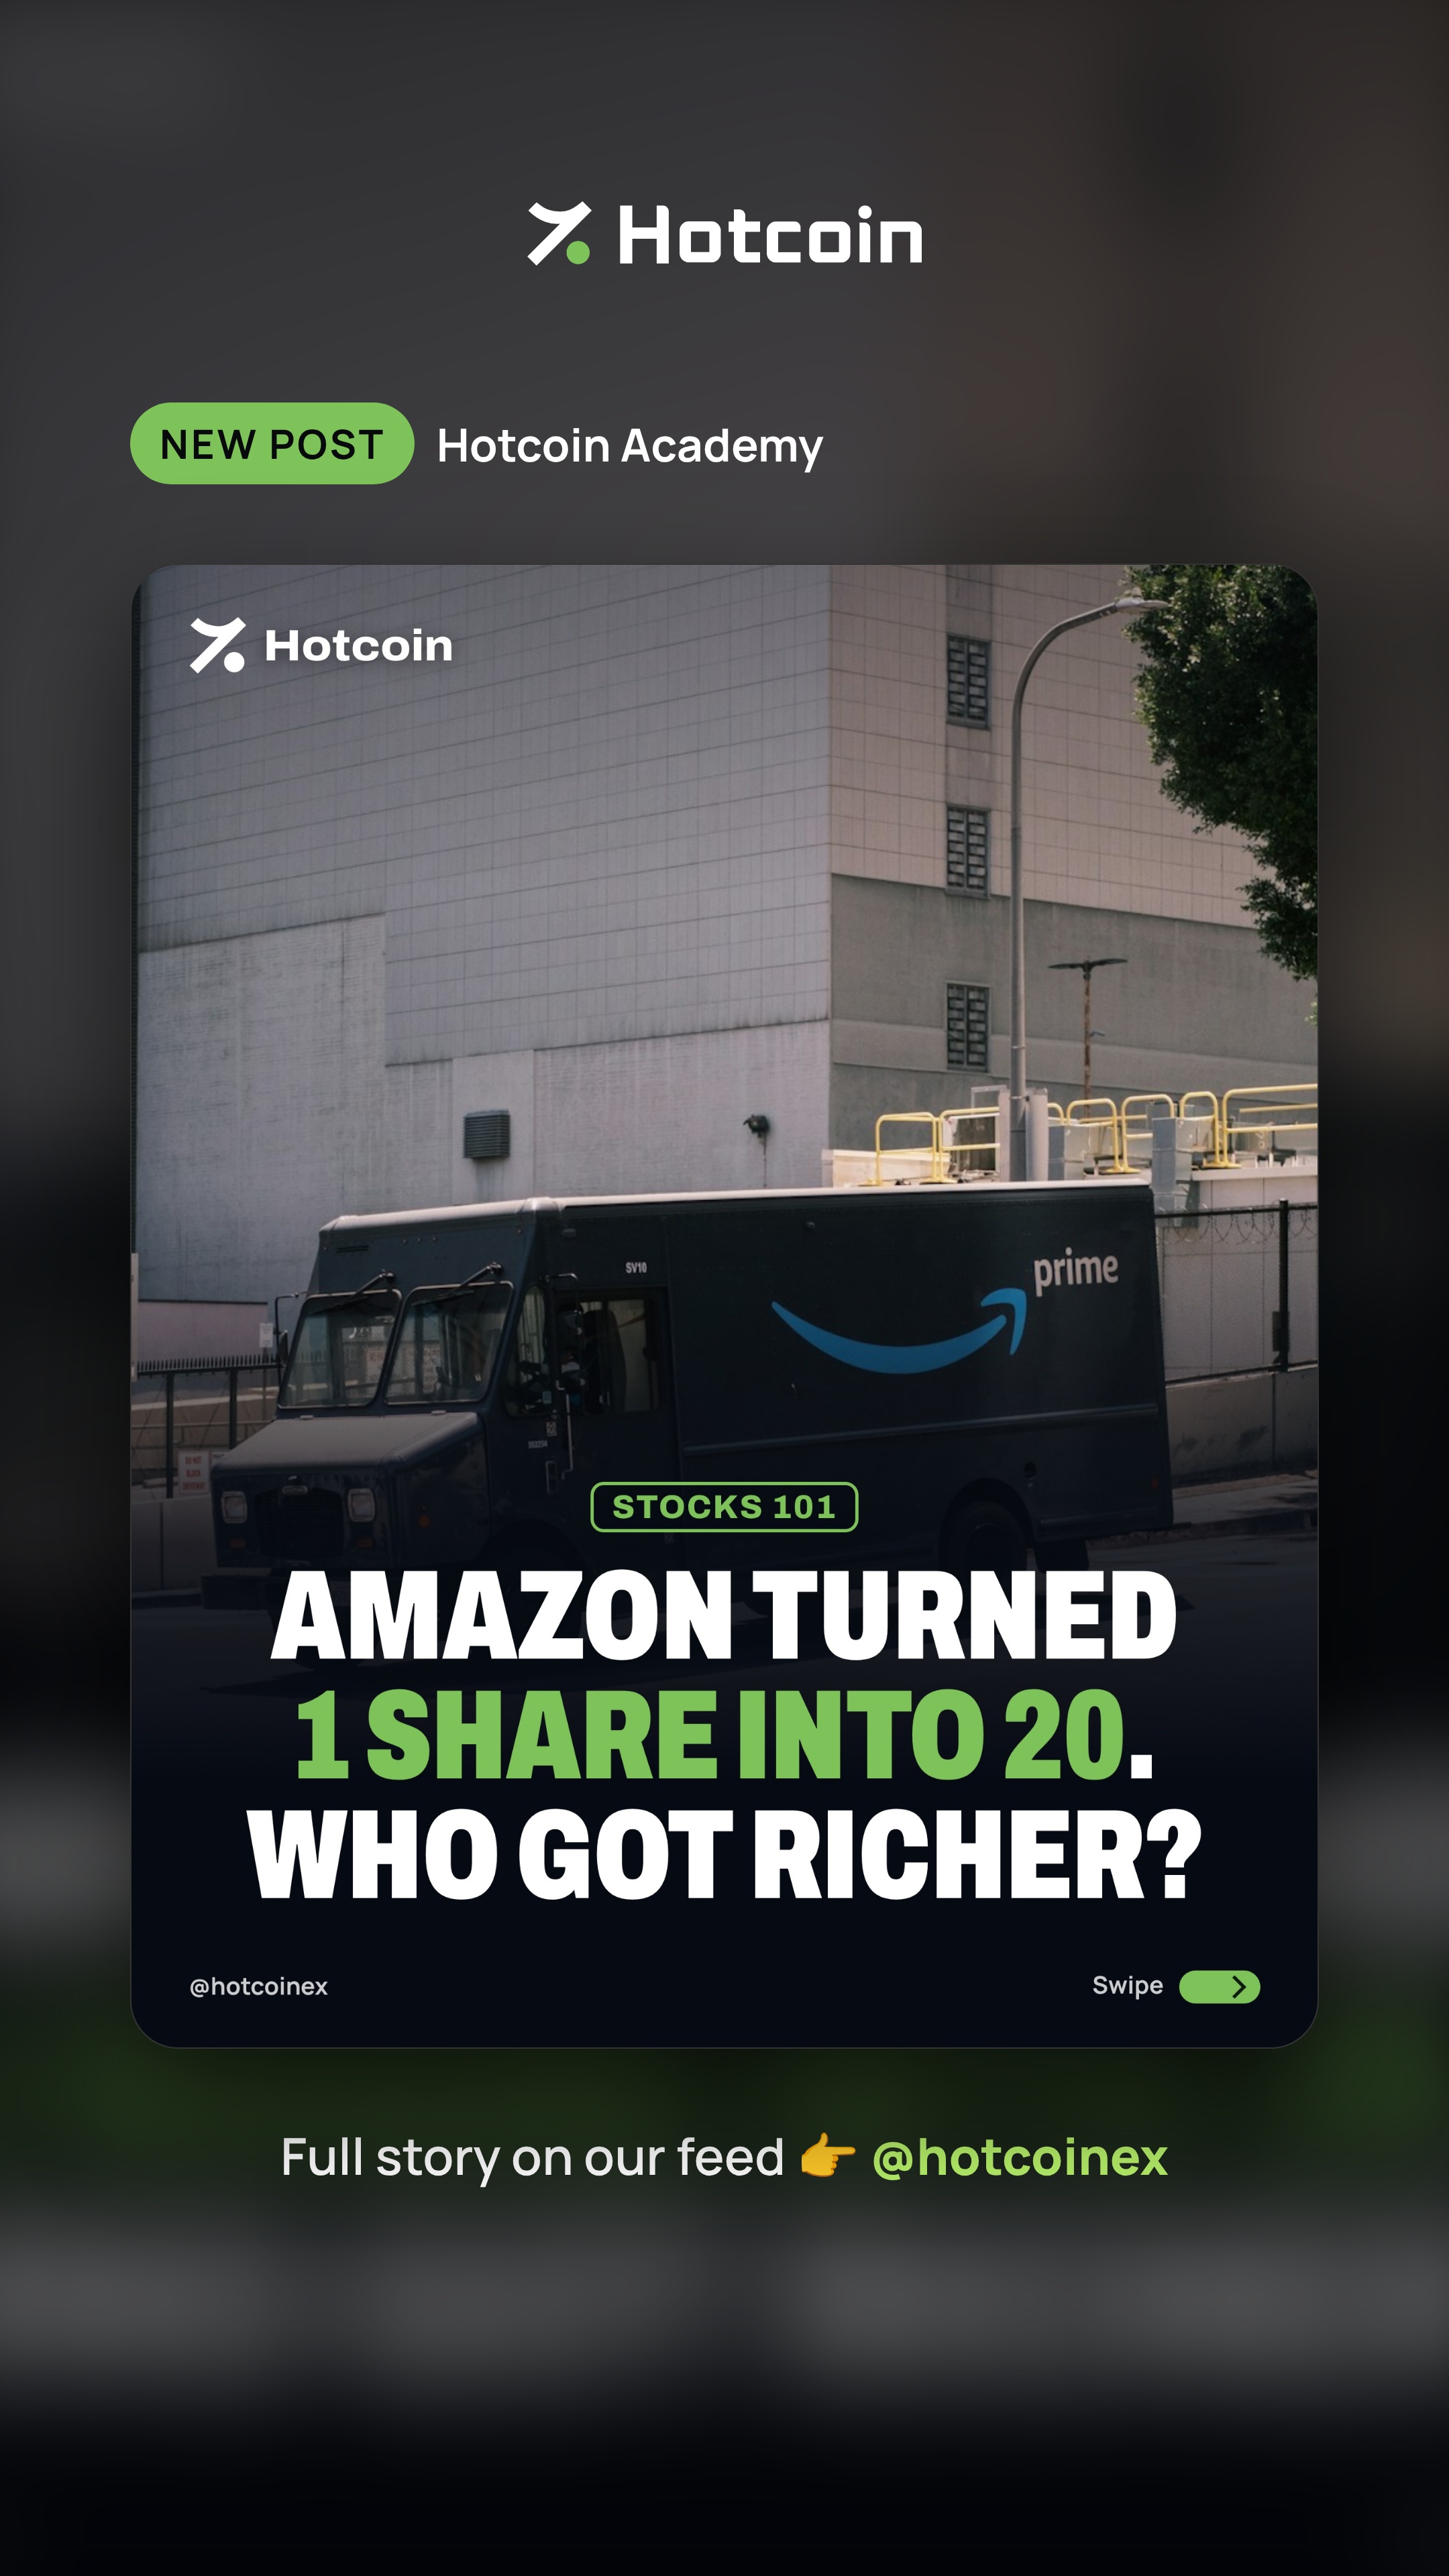 Hotcoin
NEW POST Hotcoin Academy
Hotcoin
prime
SV10
STOCKS 101
AMAZON TURNED
1 SHARE INTO 20.
WHO GOT RICHER?
@hotcoinex
Swipe
Full story on our feed 👉 @hotcoinex